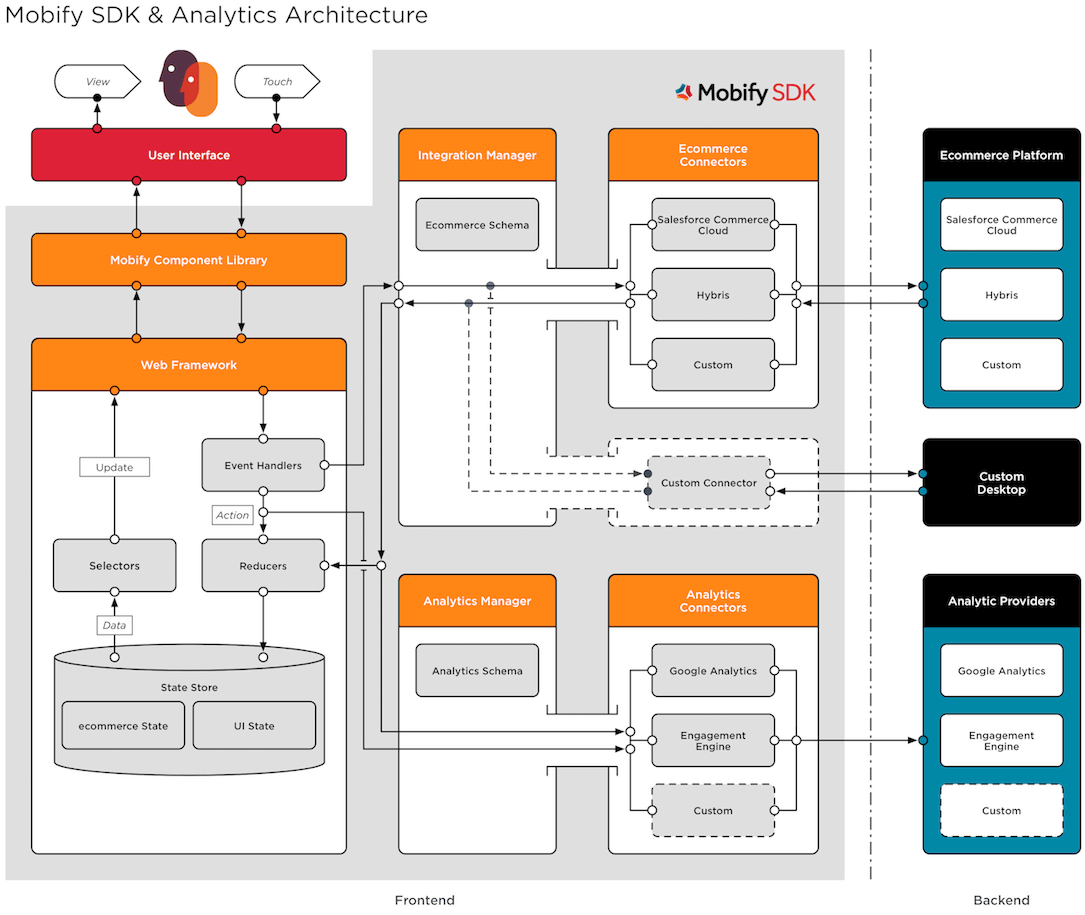 Mobify SDK & Analytics Architecture
View
Touch
Mobify SDK
User Interface
Integration Manager
Ecommerce
Connectors
Ecommerce Platform
Ecommerce Schema
Salesforce Commerce
Cloud
Salesforce Commerce
Cloud
Mobify Component Library
Hybris
Hybris
Web Framework
Custom
Custom
Update
Event Handlers
Custom Connector
Custom
Desktop
Action
Selectors
Reducers
Analytics Manager
Analytics
Connectors
Analytic Providers
Data
Analytics Schema
Google Analytics
Google Analytics
State Store
ecommerce State
UI State
Engagement
Engine
Engagement
Engine
Custom
Custom
Frontend
Backend